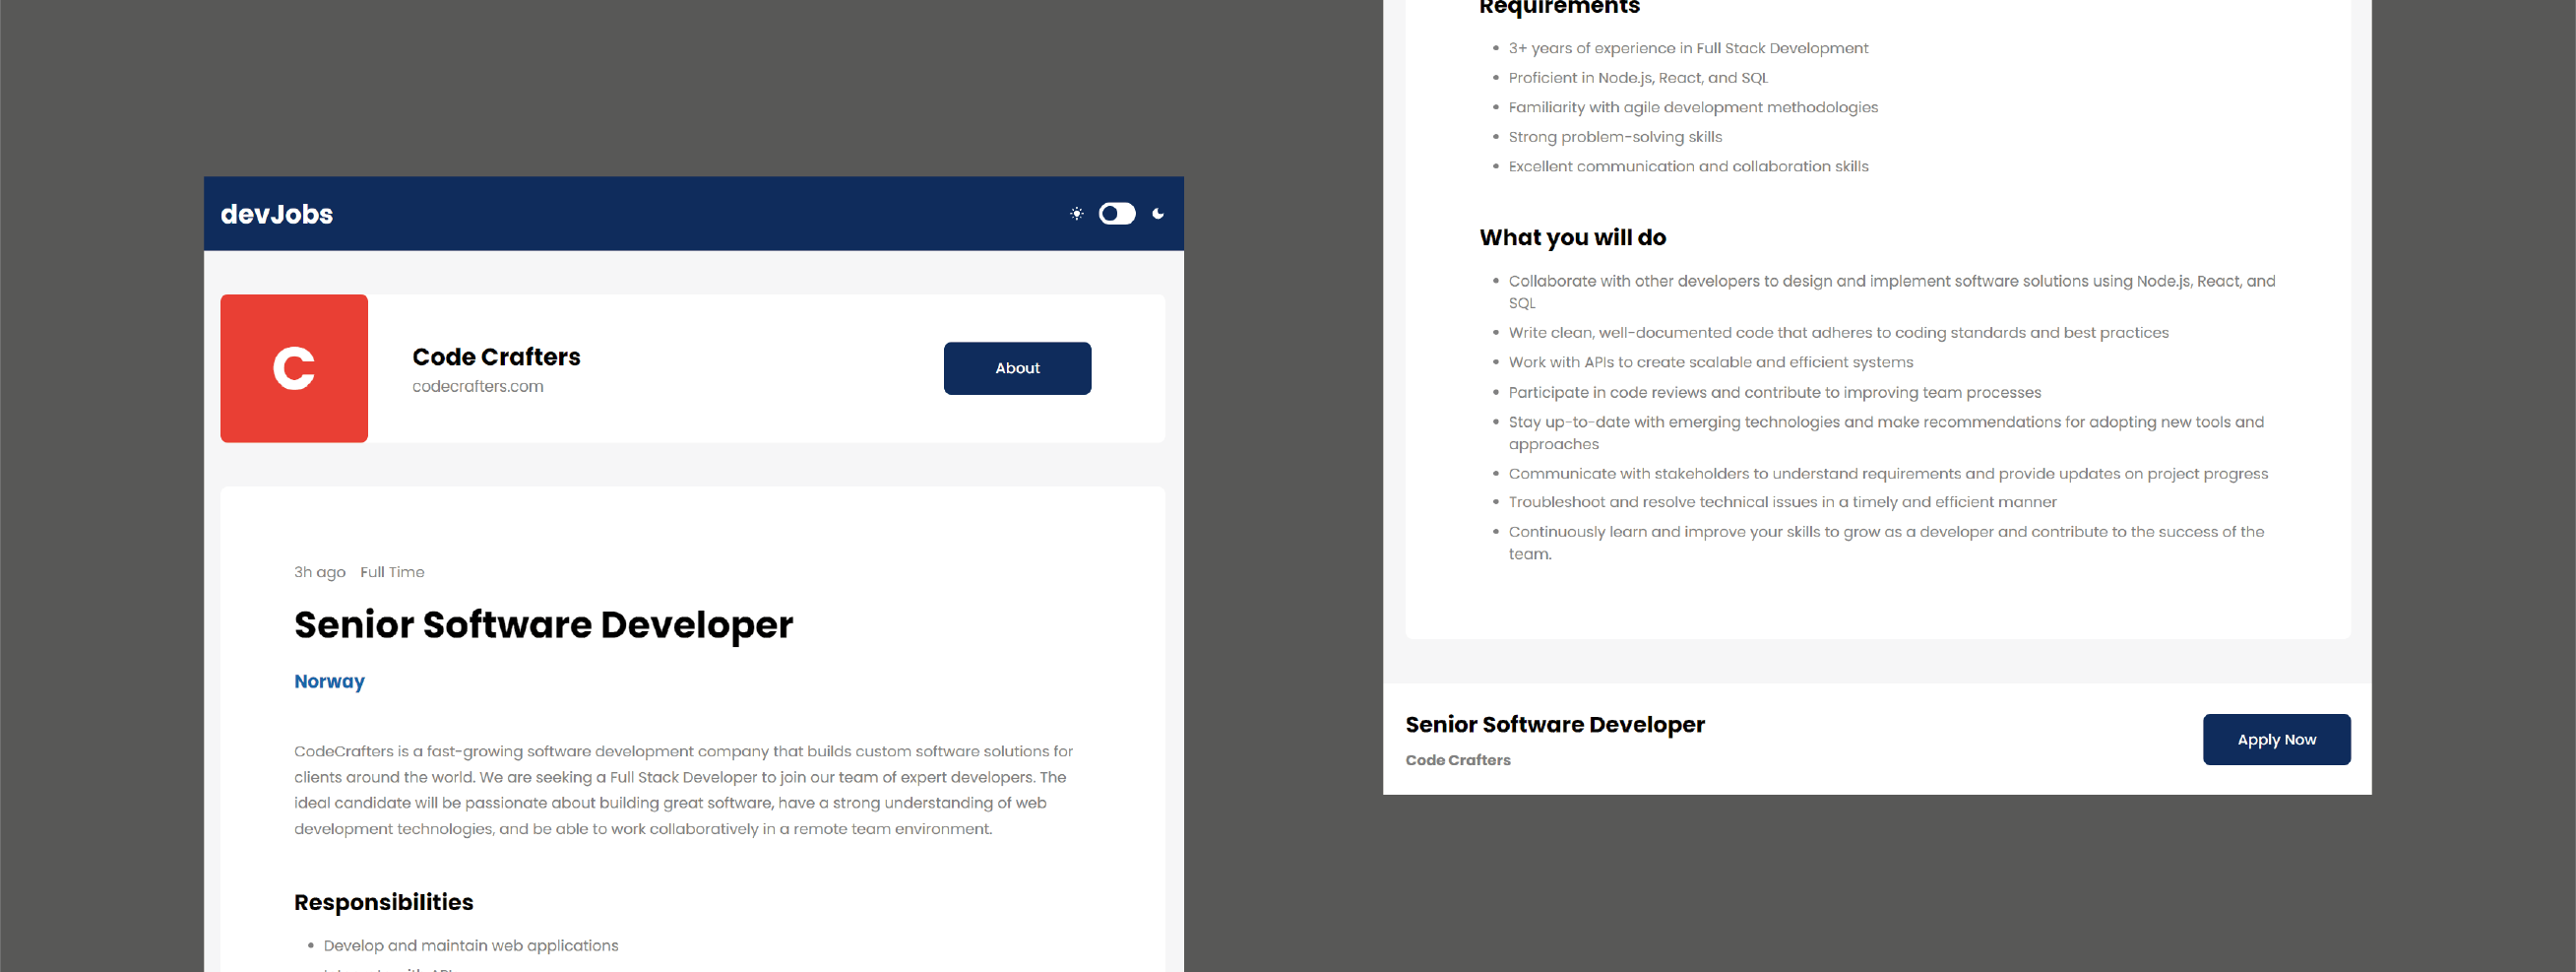 devJobs
C
Code Crafters
codecrafters.com
About
3h ago Full Time
Senior Software Developer
Norway
CodeCrafters is a fast-growing software development company that builds custom software solutions for
clients around the world. We are seeking a Full Stack Developer to join our team of expert developers. The
ideal candidate will be passionate about building great software, have a strong understanding of web
development technologies, and be able to work collaboratively in a remote team environment.
Responsibilities
• Develop and maintain web applications
Requirements
• 3+ years of experience in Full Stack Development
• Proficient in Node.js, React, and SQL
• Familiarity with agile development methodologies
• Strong problem-solving skills
• Excellent communication and collaboration skills
What you will do
• Collaborate with other developers to design and implement software solutions using Node.js, React, and
SQL
• Write clean, well-documented code that adheres to coding standards and best practices
• Work with APIs to create scalable and efficient systems
• Participate in code reviews and contribute to improving team processes
• Stay up-to-date with emerging technologies and make recommendations for adopting new tools and
approaches
• Communicate with stakeholders to understand requirements and provide updates on project progress
• Troubleshoot and resolve technical issues in a timely and efficient manner
• Continuously learn and improve your skills to grow as a developer and contribute to the success of the
team.
Senior Software Developer
Code Crafters
Apply Now